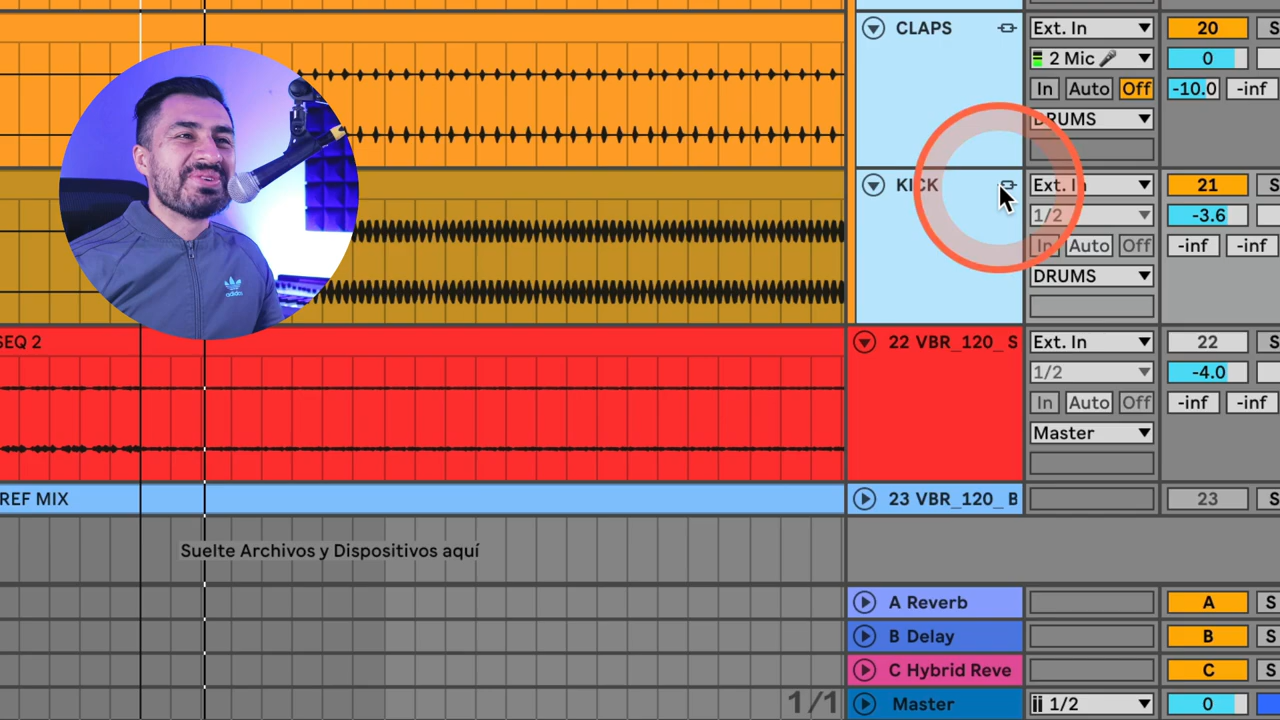 CLAPS Ext. In 20 S
2 Mic 0
In Auto Off -10.0 -inf
DRUMS
KICK Ext. In 21 S
1/2 -3.6
In Auto Off -inf -inf
DRUMS
adidas
SEQ 2 22 VBR_120_ S Ext. In 22 S
1/2 -4.0
In Auto Off -inf -inf
Master
REF MIX 23 VBR_120_ B 23 S
Suelte Archivos y Dispositivos aquí
A Reverb A S
B Delay B S
C Hybrid Reve C S
1/1 Master 1/2 0